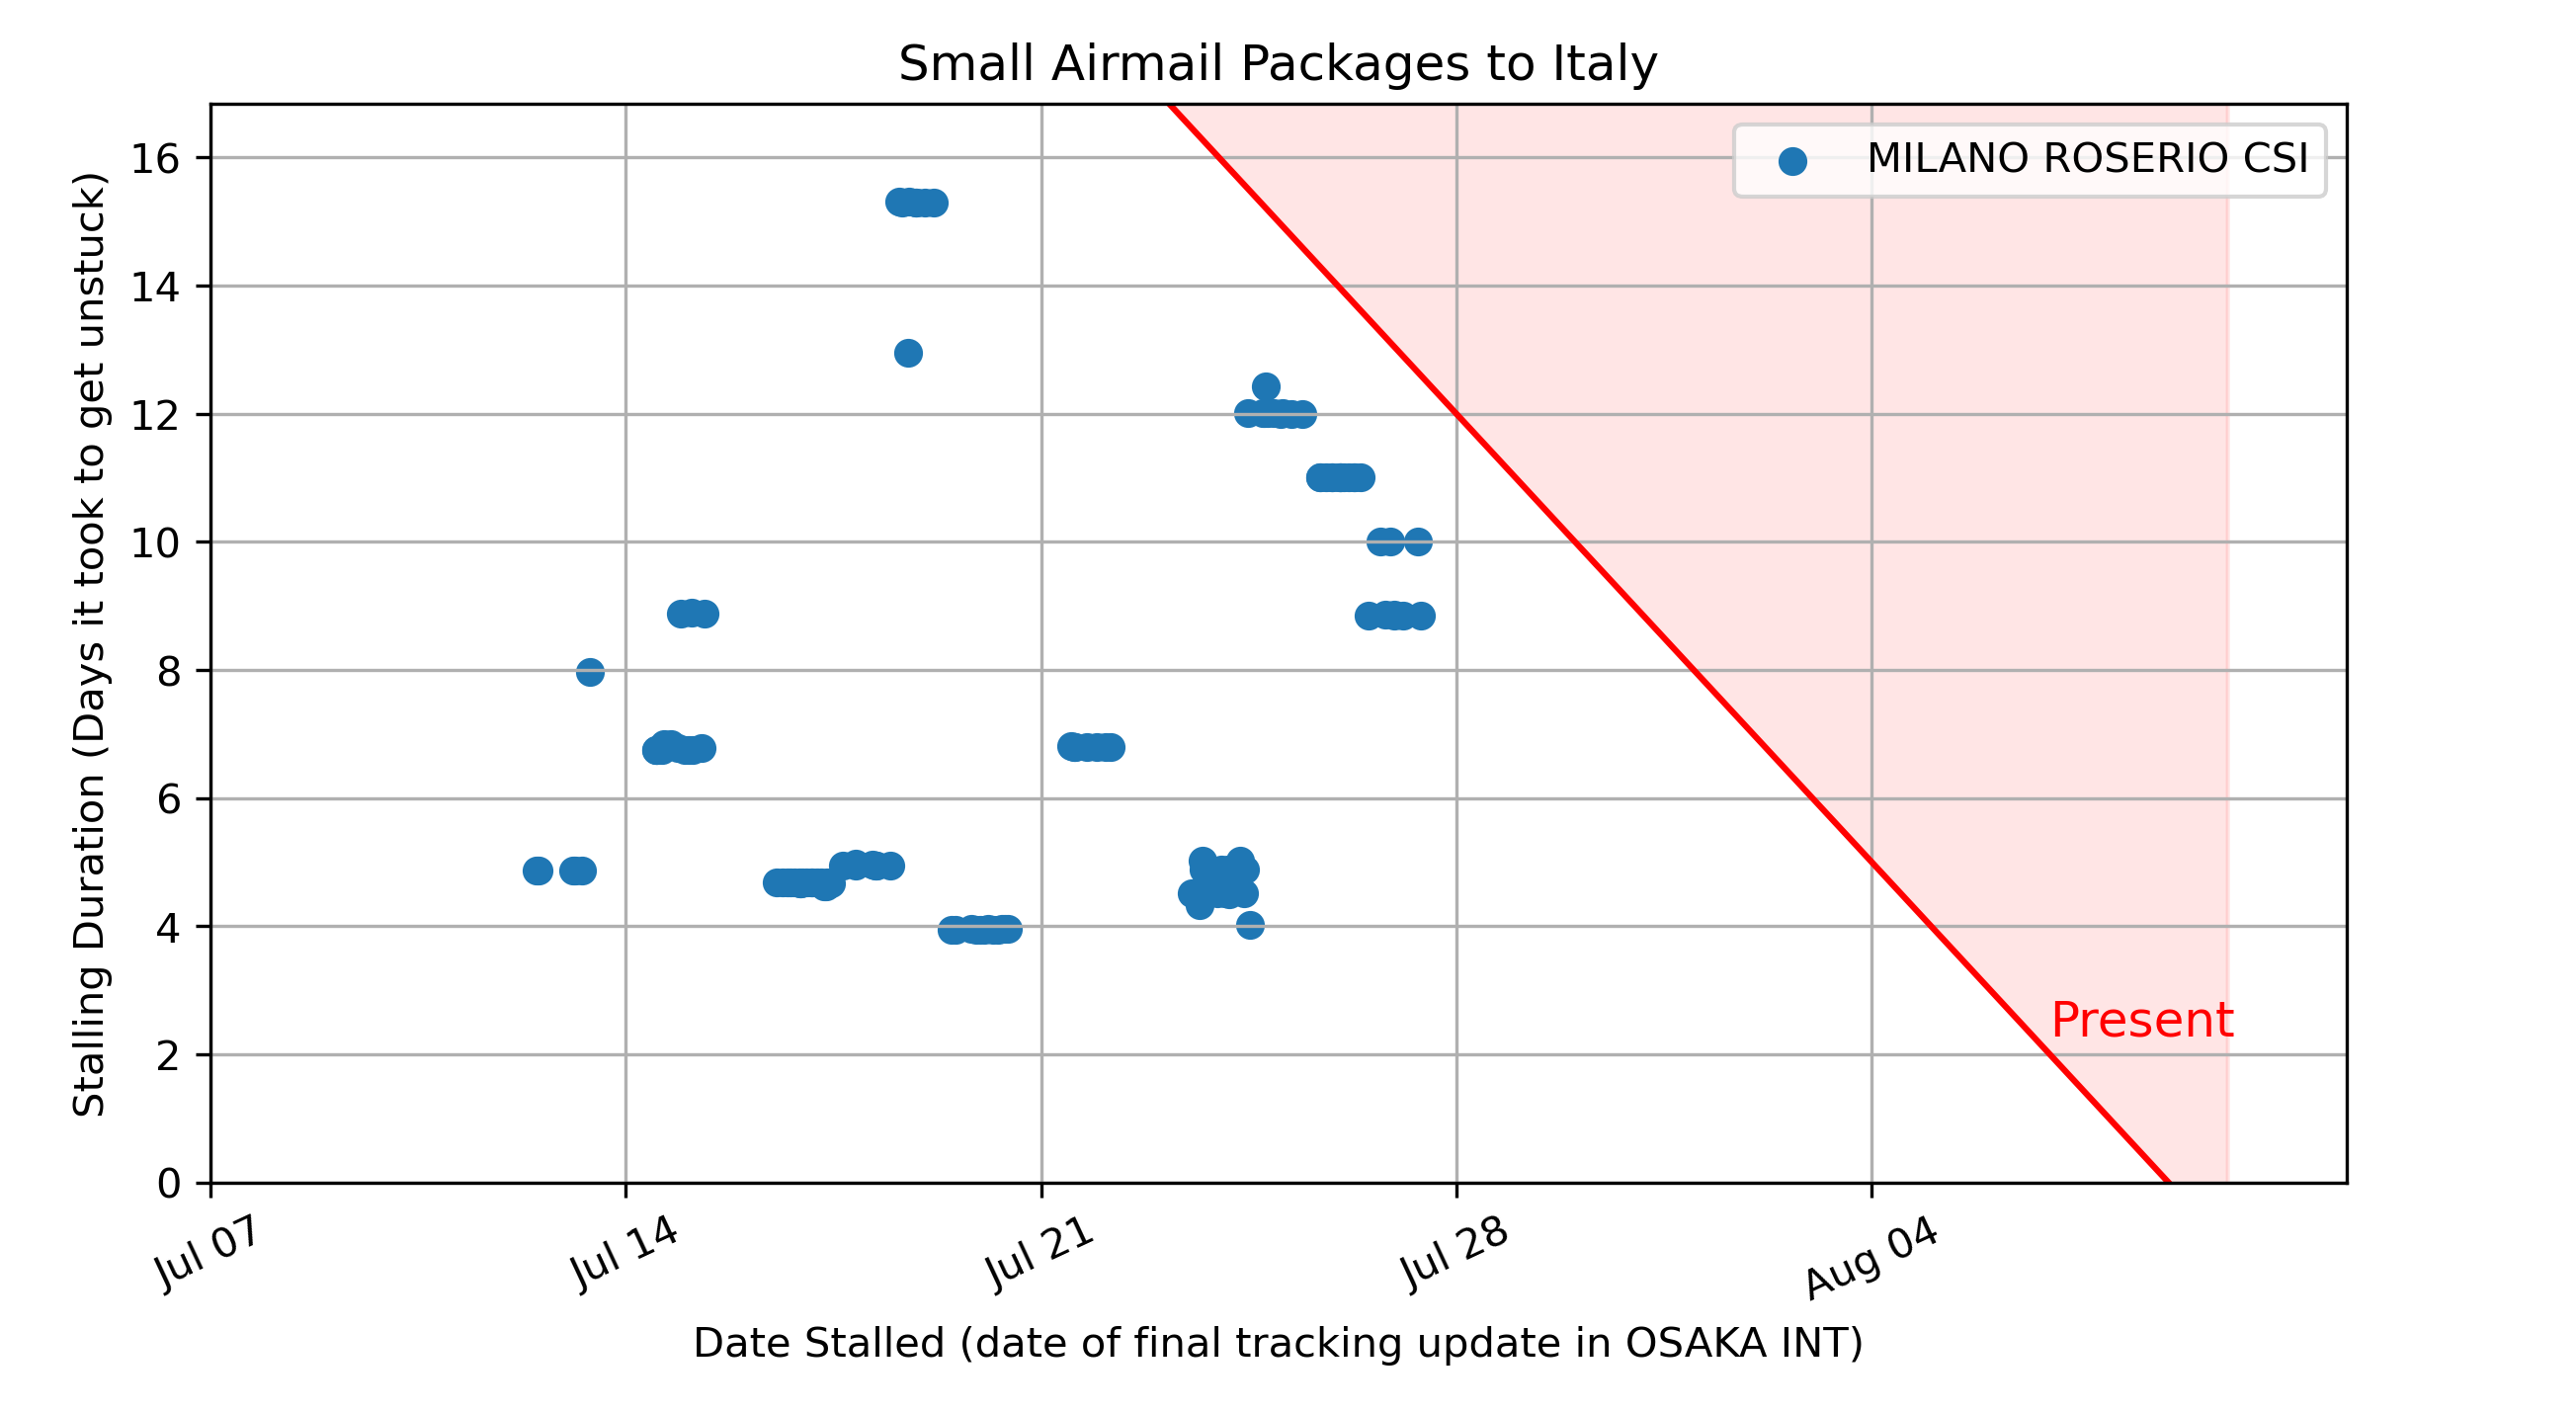 Small Airmail Packages to Italy
MILANO ROSERIO CSI
Stalling Duration (Days it took to get unstuck)
16
14
12
10
8
6
4
2
0
Present
Jul 07
Jul 14
Jul 21
Jul 28
Aug 04
Date Stalled (date of final tracking update in OSAKA INT)